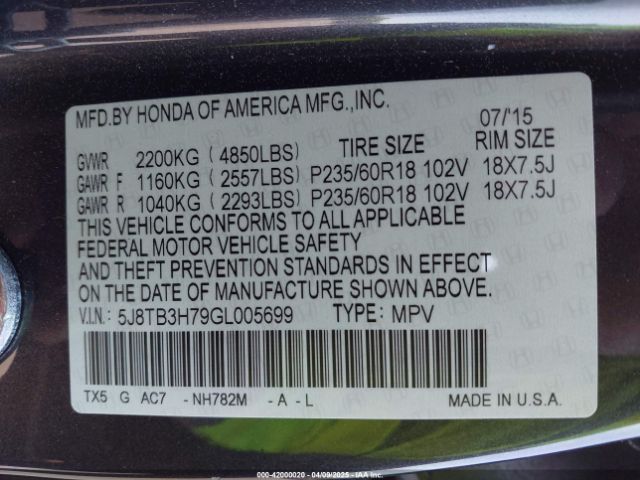 MFD.BY HONDA OF AMERICA MFG.,INC.
07/'15
GVWR 2200KG ( 4850LBS ) TIRE SIZE RIM SIZE
GAWR F 1160KG ( 2557LBS ) P235/60R18 102V 18X7.5J
GAWR R 1040KG ( 2293LBS ) P235/60R18 102V 18X7.5J
THIS VEHICLE CONFORMS TO ALL APPLICABLE
FEDERAL MOTOR VEHICLE SAFETY
AND THEFT PREVENTION STANDARDS IN EFFECT
ON THE DATE OF MANUFACTURE SHOWN ABOVE.
V.I.N.: 5J8TB3H79GL005699 TYPE: MPV
TX5 G AC7 - NH782M - A - L MADE IN U.S.A.
000-42000020 - 04/09/2025 - IAA Inc.